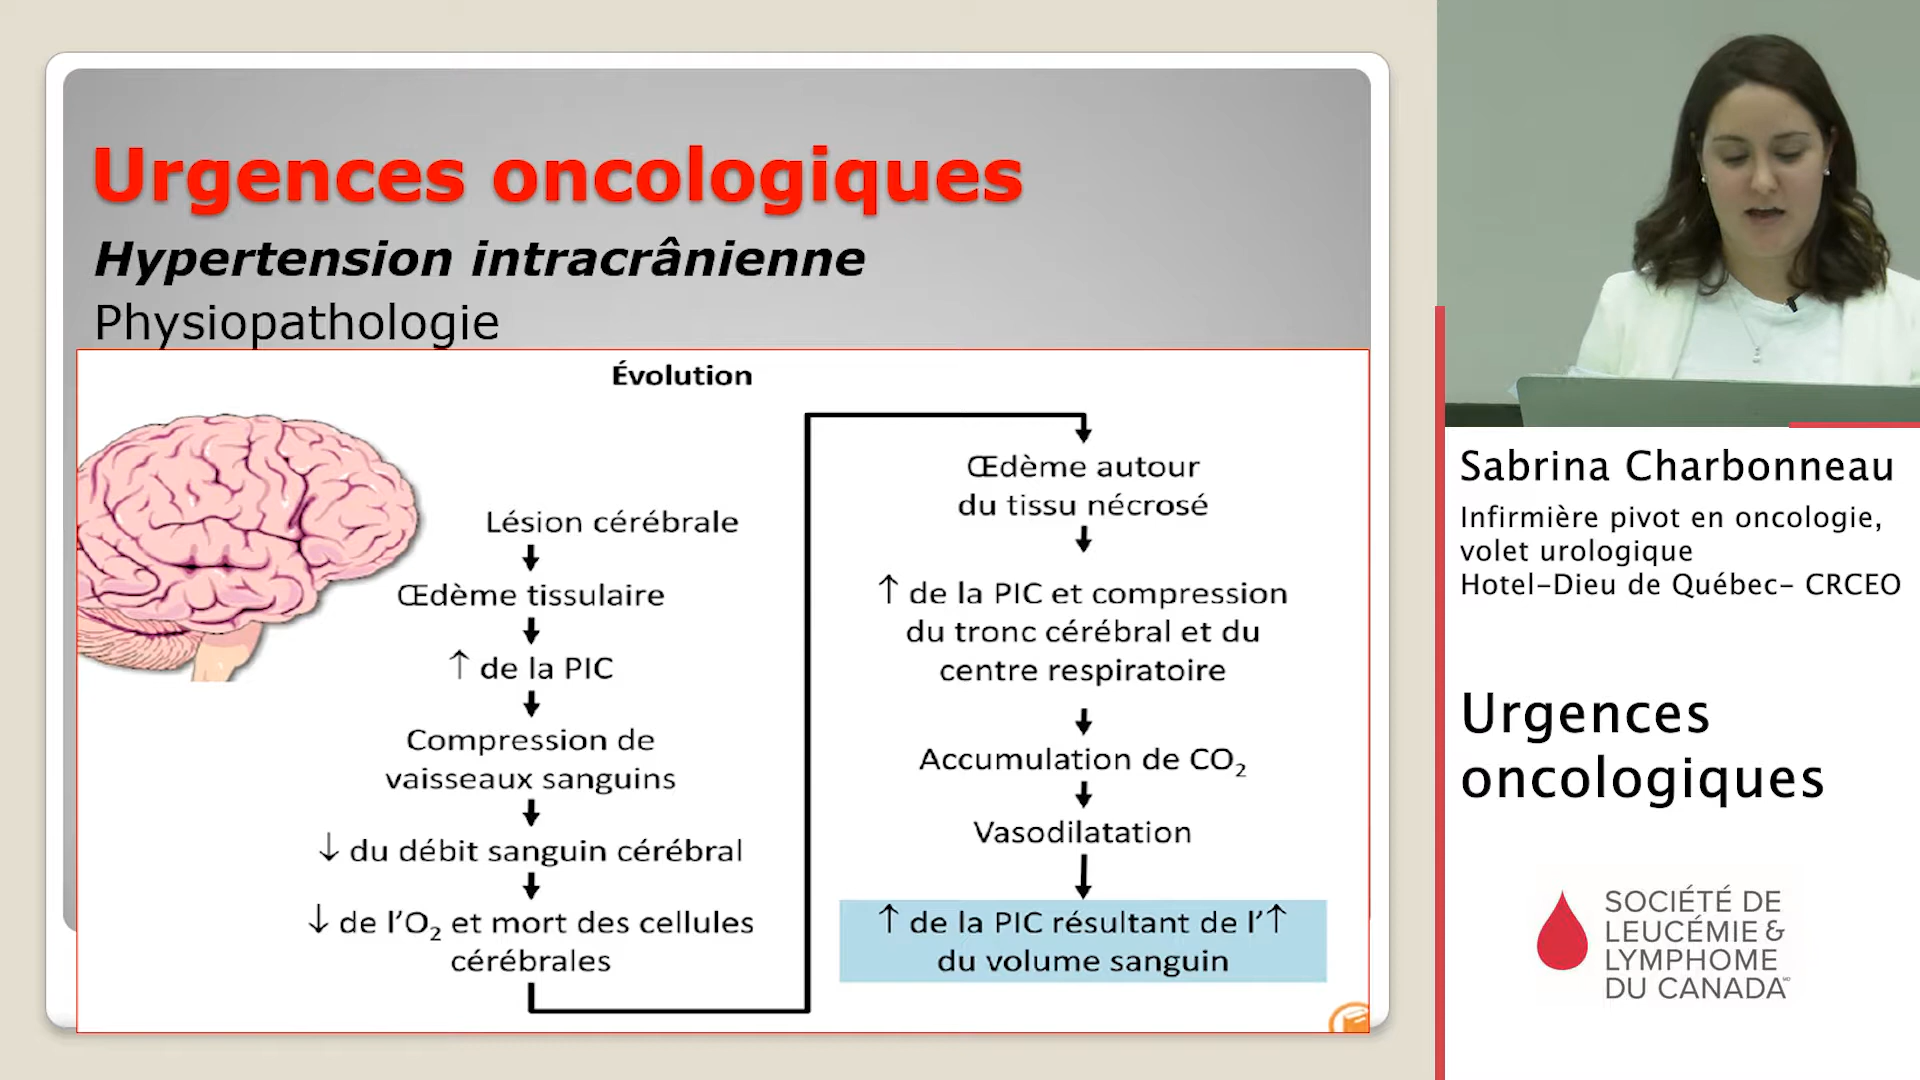 Urgences oncologiques
Hypertension intracrânienne
Physiopathologie
Évolution
Lésion cérébrale
Œdème tissulaire
↑ de la PIC
Compression de
vaisseaux sanguins
↓ du débit sanguin cérébral
↓ de l’O₂ et mort des cellules
cérébrales
Œdème autour
du tissu nécrosé
↑ de la PIC et compression
du tronc cérébral et du
centre respiratoire
Accumulation de CO₂
Vasodilatation
↑ de la PIC résultant de l’↑
du volume sanguin
Sabrina Charbonneau
Infirmière pivot en oncologie,
volet urologique
Hotel-Dieu de Québec- CRCEO
Urgences
oncologiques
SOCIÉTÉ DE
LEUCÉMIE &
LYMPHOME
DU CANADA